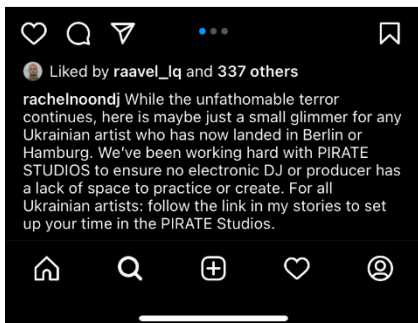 Liked by raavel_lq and 337 others
rachelnoondj While the unfathomable terror
continues, here is maybe just a small glimmer for any
Ukrainian artist who has now landed in Berlin or
Hamburg. We've been working hard with PIRATE
STUDIOS to ensure no electronic DJ or producer has
a lack of space to practice or create. For all
Ukrainian artists: follow the link in my stories to set
up your time in the PIRATE Studios.